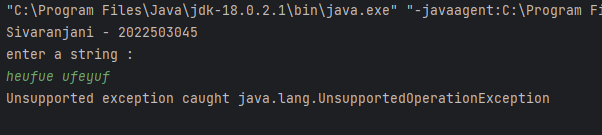 "C:\Program Files\Java\jdk-18.0.2.1\bin\java.exe" "-javaagent:C:\Program Fi
Sivaranjani - 2022503045
enter a string :
heufue ufeyuf
Unsupported exception caught java.lang.UnsupportedOperationException